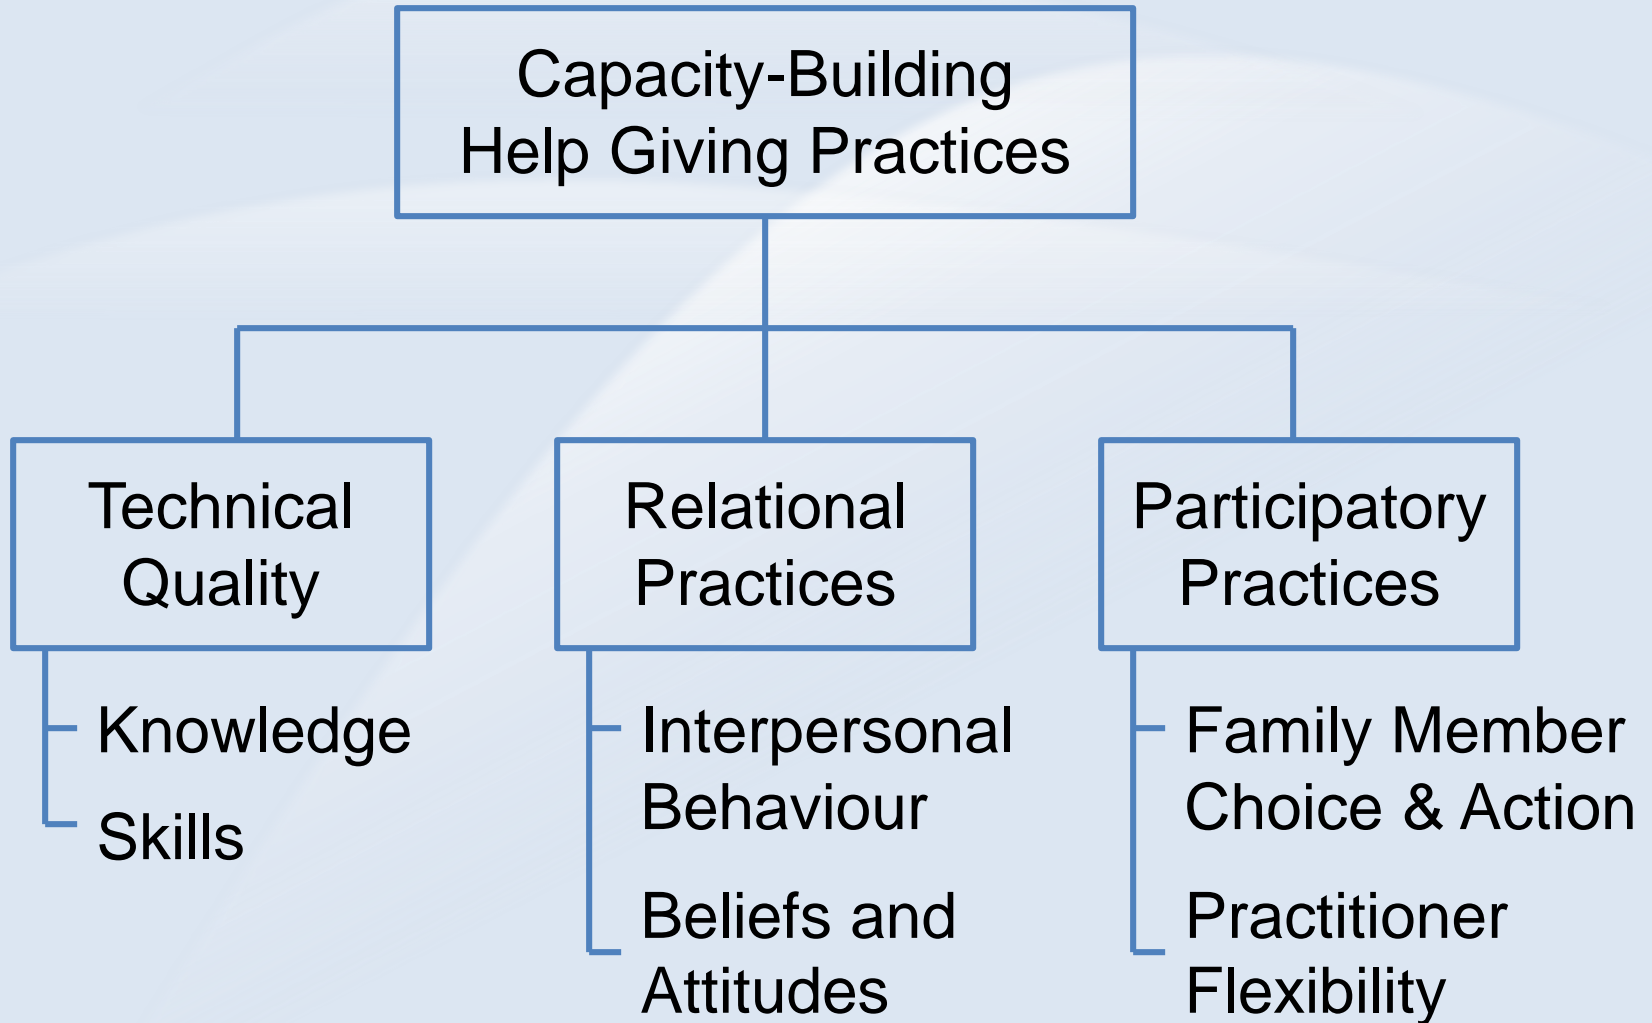 Capacity-Building
Help Giving Practices
Technical
Quality
Knowledge
Skills
Relational
Practices
Interpersonal
Behaviour
Beliefs and
Attitudes
Participatory
Practices
Family Member
Choice & Action
Practitioner
Flexibility